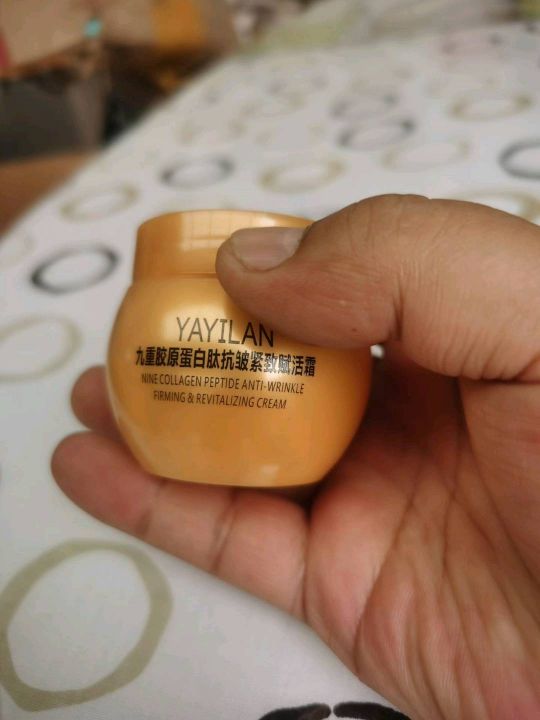 YAYILAN
九重胶原蛋白肽抗皱紧致赋活霜
NINE COLLAGEN PEPTIDE ANTI-WRINKLE
FIRMING & REVITALIZING CREAM